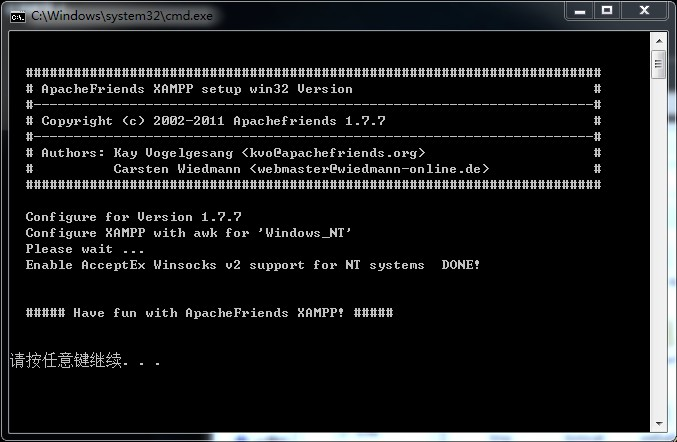 C:\Windows\system32\cmd.exe
########################################################################
# ApacheFriends XAMPP setup win32 Version                              #
#----------------------------------------------------------------------#
# Copyright (c) 2002-2011 Apachefriends 1.7.7                          #
#----------------------------------------------------------------------#
# Authors: Kay Vogelgesang <kvo@apachefriends.org>                     #
#          Carsten Wiedmann <webmaster@wiedmann-online.de>             #
########################################################################
Configure for Version 1.7.7
Configure XAMPP with awk for 'Windows_NT'
Please wait ...
Enable AcceptEx Winsocks v2 support for NT systems  DONE!
##### Have fun with ApacheFriends XAMPP! #####
请按任意键继续. . .